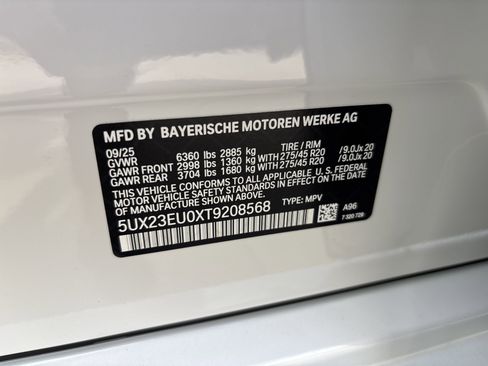 MFD BY BAYERISCHE MOTOREN WERKE AG
09/25 TIRE / RIM
GVWR 6360 lbs 2885 kg
GAWR FRONT 2998 lbs 1360 kg WITH 275/45 R20 / 9.0Jx 20
GAWR REAR 3704 lbs 1680 kg WITH 275/45 R20 / 9.0Jx 20
THIS VEHICLE CONFORMS TO ALL APPLICABLE U.S. FEDERAL
MOTOR VEHICLE SAFETY STANDARDS IN EFFECT
ON THE DATE OF MANUFACTURE SHOWN ABOVE.
5UX23EU0XT9208568 TYPE: MPV A96
7 320 729